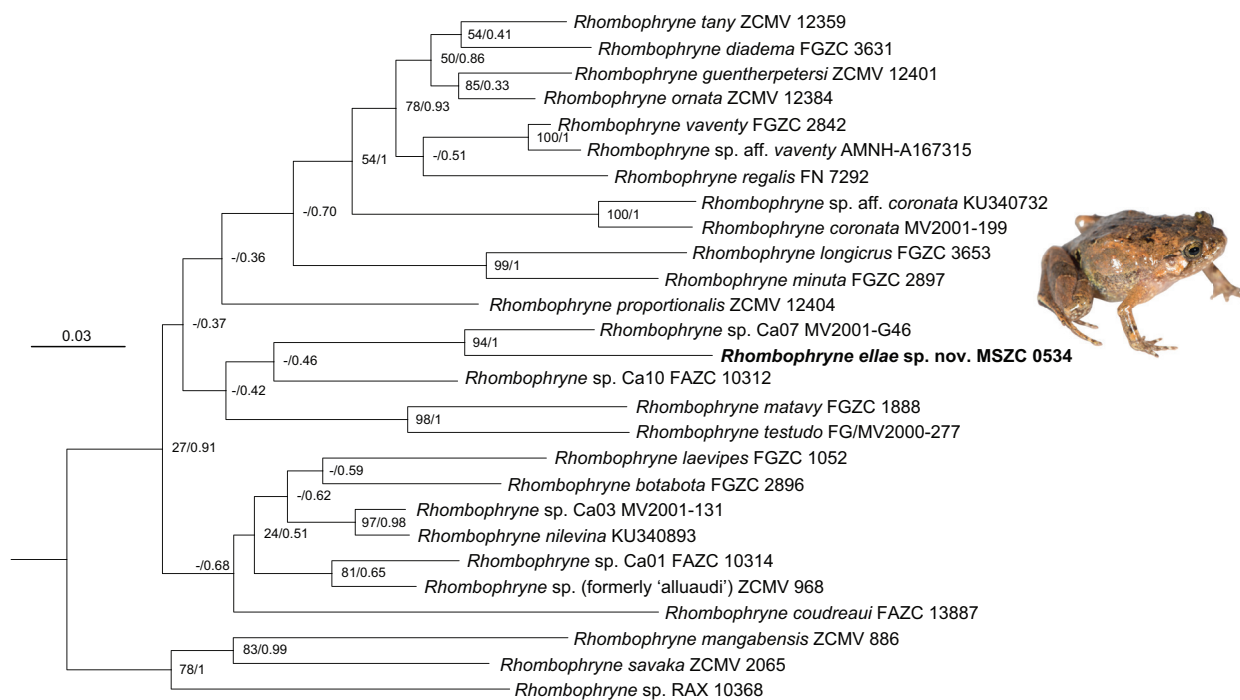 Rhombophryne tany ZCMV 12359
54/0.41
Rhombophryne diadema FGZC 3631
50/0.86
Rhombophryne guentherpetersi ZCMV 12401
85/0.33
Rhombophryne ornata ZCMV 12384
78/0.93
Rhombophryne vaventy FGZC 2842
100/1
Rhombophryne sp. aff. vaventy AMNH-A167315
-/0.51
54/1
Rhombophryne regalis FN 7292
Rhombophryne sp. aff. coronata KU340732
-/0.70
100/1
Rhombophryne coronata MV2001-199
Rhombophryne longicrus FGZC 3653
-/0.36
99/1
Rhombophryne minuta FGZC 2897
Rhombophryne proportionalis ZCMV 12404
-/0.37
0.03
Rhombophryne sp. Ca07 MV2001-G46
94/1
Rhombophryne ellae sp. nov. MSZC 0534
-/0.46
Rhombophryne sp. Ca10 FAZC 10312
-/0.42
Rhombophryne matavy FGZC 1888
98/1
Rhombophryne testudo FG/MV2000-277
27/0.91
Rhombophryne laevipes FGZC 1052
-/0.59
Rhombophryne botabota FGZC 2896
-/0.62
Rhombophryne sp. Ca03 MV2001-131
97/0.98
24/0.51
Rhombophryne nilevina KU340893
-/0.68
Rhombophryne sp. Ca01 FAZC 10314
81/0.65
Rhombophryne sp. (formerly ‘alluaudi’) ZCMV 968
Rhombophryne coudreaui FAZC 13887
Rhombophryne mangabensis ZCMV 886
83/0.99
Rhombophryne savaka ZCMV 2065
78/1
Rhombophryne sp. RAX 10368